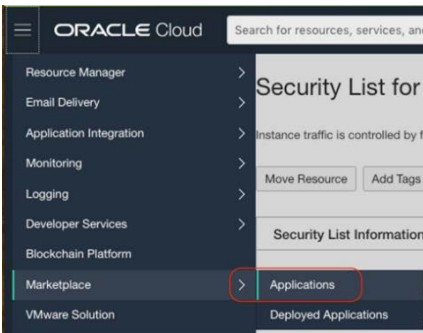 ORACLE Cloud
Search for resources, services, an
Resource Manager
Email Delivery
Application Integration
Monitoring
Logging
Developer Services
Blockchain Platform
Marketplace
VMware Solution
Applications
Deployed Applications
Security List for
Instance traffic is controlled by f
Move Resource
Add Tags
Security List Information